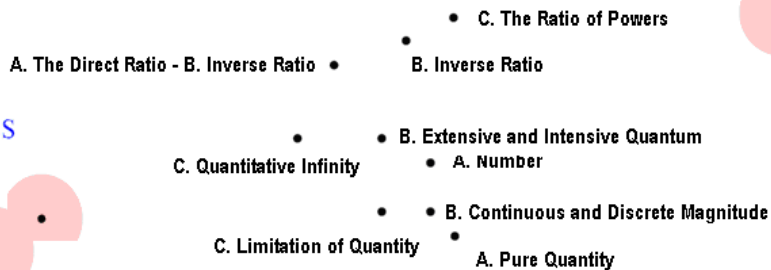 C. The Ratio of Powers
A. The Direct Ratio - B. Inverse Ratio
B. Inverse Ratio
S
B. Extensive and Intensive Quantum
C. Quantitative Infinity
A. Number
B. Continuous and Discrete Magnitude
C. Limitation of Quantity
A. Pure Quantity